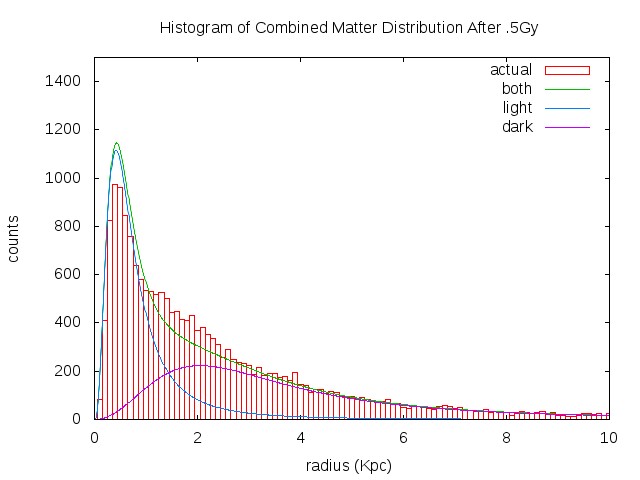 Histogram of Combined Matter Distribution After .5Gy
actual
both
light
dark
1400
1200
1000
800
600
400
200
0
counts
0 2 4 6 8 10
radius (Kpc)